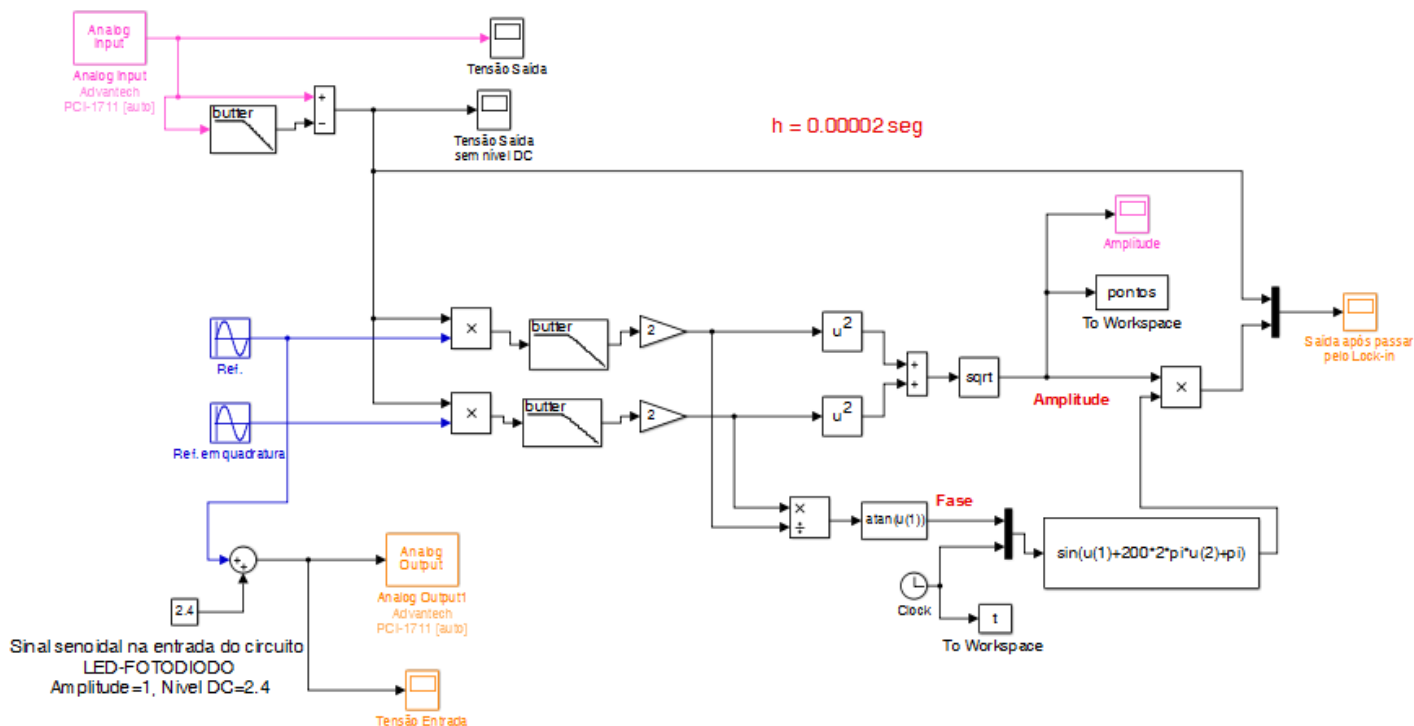 Analog
Input
Analog Input
Advantech
PCI-1711 [auto]
butter
+
−
Tensão Saída
Tensão Saída
sem nível DC
h = 0.00002 seg
Amplitude
pontos
To Workspace
Saída após passar
pelo Lock-in
Ref.
×
butter
2
u²
Ref. em quadratura
×
butter
2
u²
+
+
sqrt
Amplitude
×
×
÷
atan(u(1))
Fase
sin(u(1)+200*2*pi*u(2)+pi)
Clock
t
To Workspace
+
+
2.4
Analog
Output
Analog Output1
Advantech
PCI-1711 [auto]
Sinal senoidal na entrada do circuito
LED-FOTODIODO
Amplitude=1, Nível DC=2.4
Tensão Entrada